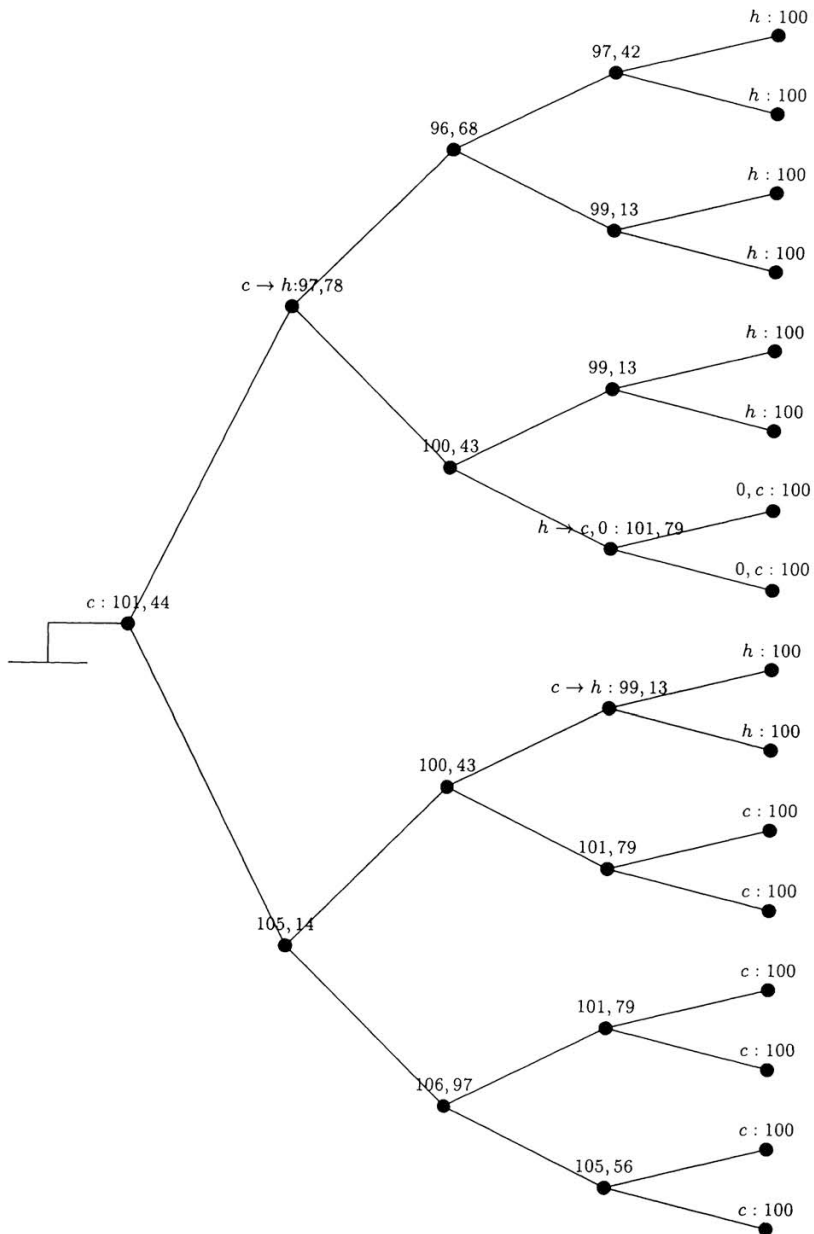 h : 100
97, 42
h : 100
96, 68
h : 100
99, 13
h : 100
c → h:97,78
h : 100
99, 13
h : 100
100, 43
0, c : 100
h → c, 0 : 101, 79
0, c : 100
c : 101, 44
h : 100
c → h : 99, 13
h : 100
100, 43
c : 100
101, 79
c : 100
105, 14
c : 100
101, 79
c : 100
106, 97
c : 100
105, 56
c : 100